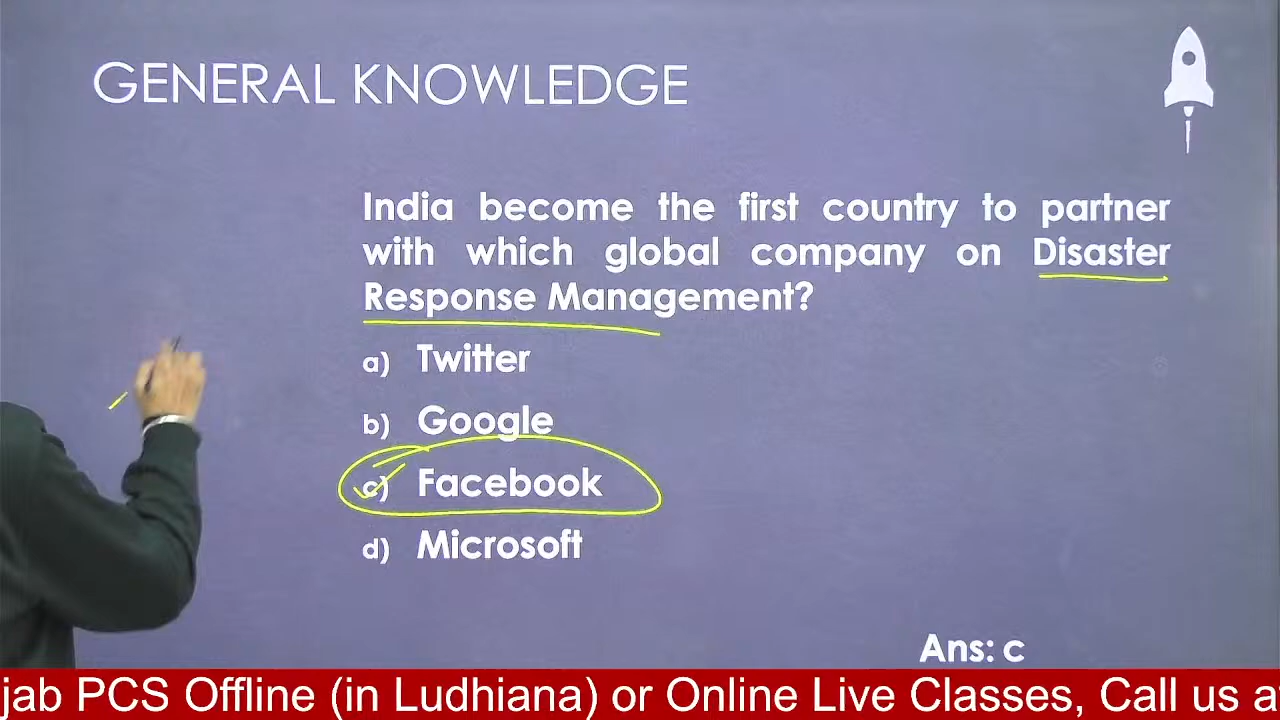 GENERAL KNOWLEDGE
India become the first country to partner
with which global company on Disaster
Response Management?
a) Twitter
b) Google
c) Facebook
d) Microsoft
Ans: c
jab PCS Offline (in Ludhiana) or Online Live Classes, Call us a